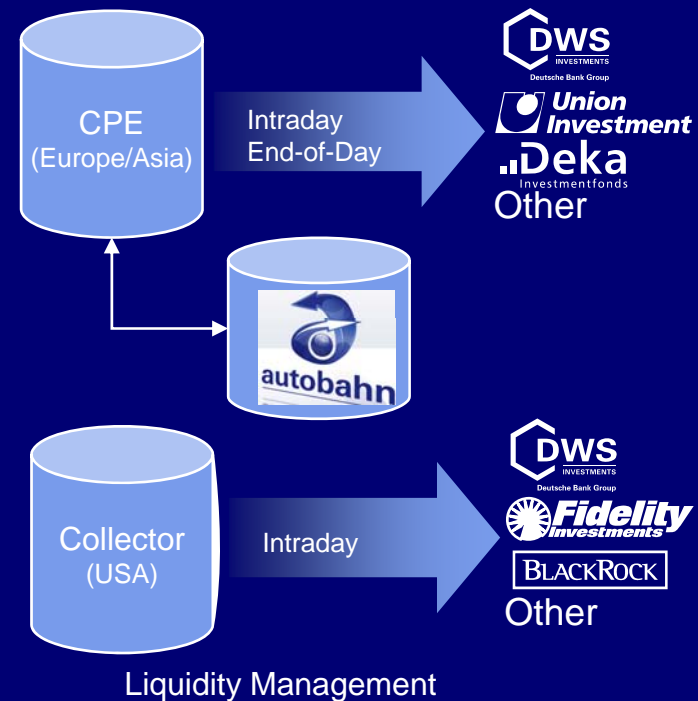 CPE
(Europe/Asia)
Intraday
End-of-Day
DWS
INVESTMENTS
Deutsche Bank Group
Union
Investment
Deka
Investmentfonds
Other
autobahn
Collector
(USA)
Intraday
DWS
INVESTMENTS
Deutsche Bank Group
Fidelity
Investments
BLACKROCK
Other
Liquidity Management